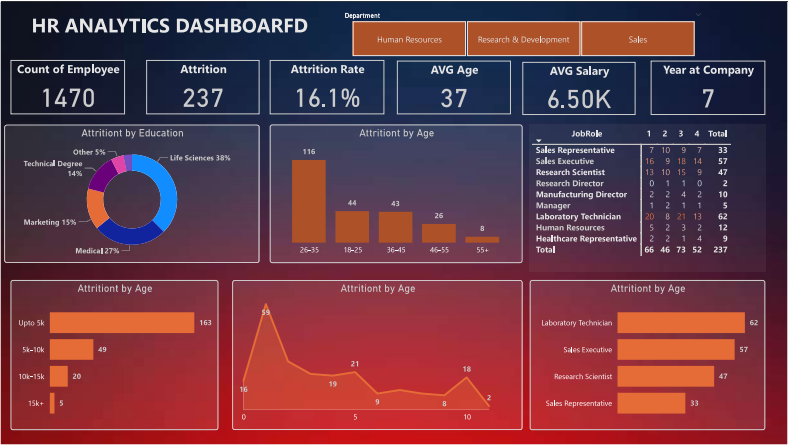 HR ANALYTICS DASHBOARFD
Department
Human Resources
Research & Development
Sales
Count of Employee
1470
Attrition
237
Attrition Rate
16.1%
AVG Age
37
AVG Salary
6.50K
Year at Company
7
Attritiont by Education
Other 5%
Life Sciences 38%
Technical Degree
14%
Marketing 15%
Medical 27%
Attritiont by Age
116
44
43
26
8
26-35 18-25 36-45 46-55 55+
JobRole 1 2 3 4 Total
Sales Representative 7 10 9 7 33
Sales Executive 16 9 18 14 57
Research Scientist 13 10 15 9 47
Research Director 0 1 1 0 2
Manufacturing Director 2 2 4 2 10
Manager 1 2 1 1 5
Laboratory Technician 20 8 21 13 62
Human Resources 5 2 3 2 12
Healthcare Representative 2 2 1 4 9
Total 66 46 73 52 237
Attritiont by Age
Upto 5k 163
5k-10k 49
10k-15k 20
15k+ 5
Attritiont by Age
16
59
19
21
9
8
18
2
0 5 10
Attritiont by Age
Laboratory Technician 62
Sales Executive 57
Research Scientist 47
Sales Representative 33